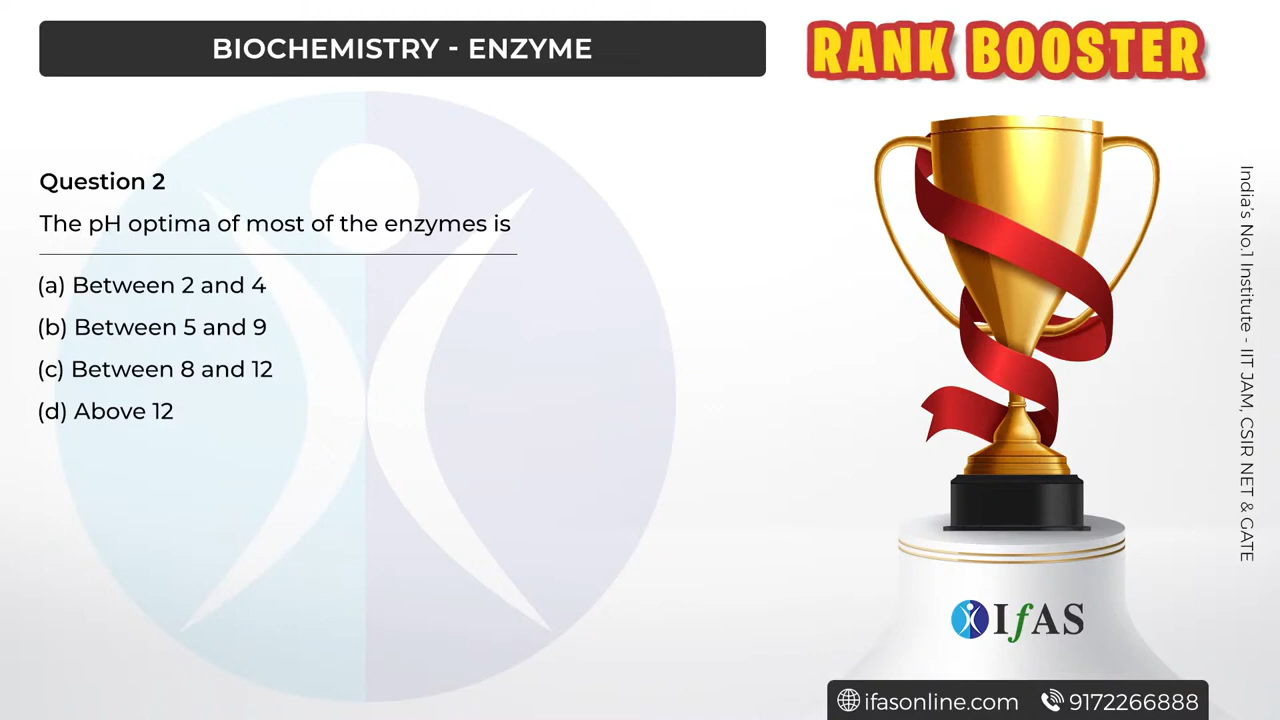 BIOCHEMISTRY - ENZYME
RANK BOOSTER
Question 2
The pH optima of most of the enzymes is
(a) Between 2 and 4
(b) Between 5 and 9
(c) Between 8 and 12
(d) Above 12
India's No.1 Institute - IIT JAM, CSIR NET & GATE
IfAS
ifasonline.com 9172266888